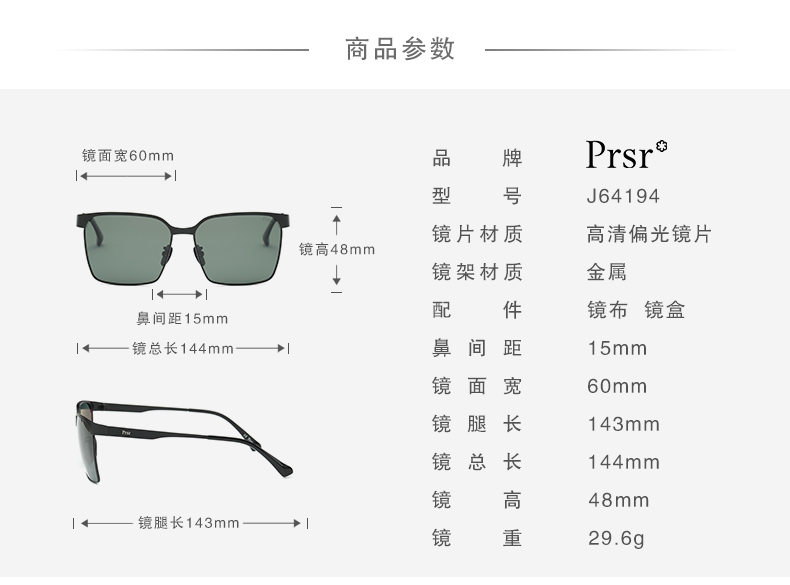 商品参数
镜面宽60mm
镜高48mm
鼻间距15mm
镜总长144mm
Prsr
镜腿长143mm
品牌 Prsr
型号 J64194
镜片材质 高清偏光镜片
镜架材质 金属
配件 镜布 镜盒
鼻间距 15mm
镜面宽 60mm
镜腿长 143mm
镜总长 144mm
镜高 48mm
镜重 29.6g